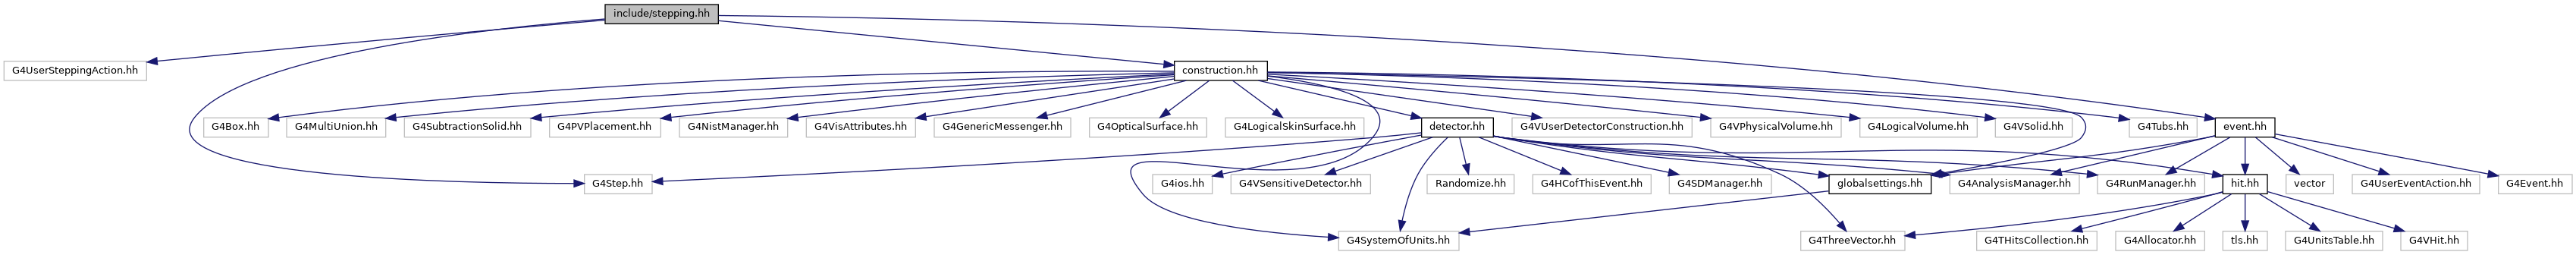 include/stepping.hh
G4UserSteppingAction.hh
construction.hh
G4Box.hh
G4MultiUnion.hh
G4SubtractionSolid.hh
G4PVPlacement.hh
G4NistManager.hh
G4VisAttributes.hh
G4GenericMessenger.hh
G4OpticalSurface.hh
G4LogicalSkinSurface.hh
detector.hh
G4VUserDetectorConstruction.hh
G4VPhysicalVolume.hh
G4LogicalVolume.hh
G4VSolid.hh
G4Tubs.hh
event.hh
G4Step.hh
G4ios.hh
G4VSensitiveDetector.hh
Randomize.hh
G4HCofThisEvent.hh
G4SDManager.hh
globalsettings.hh
G4AnalysisManager.hh
G4RunManager.hh
hit.hh
vector
G4UserEventAction.hh
G4Event.hh
G4SystemOfUnits.hh
G4ThreeVector.hh
G4THitsCollection.hh
G4Allocator.hh
tls.hh
G4UnitsTable.hh
G4VHit.hh